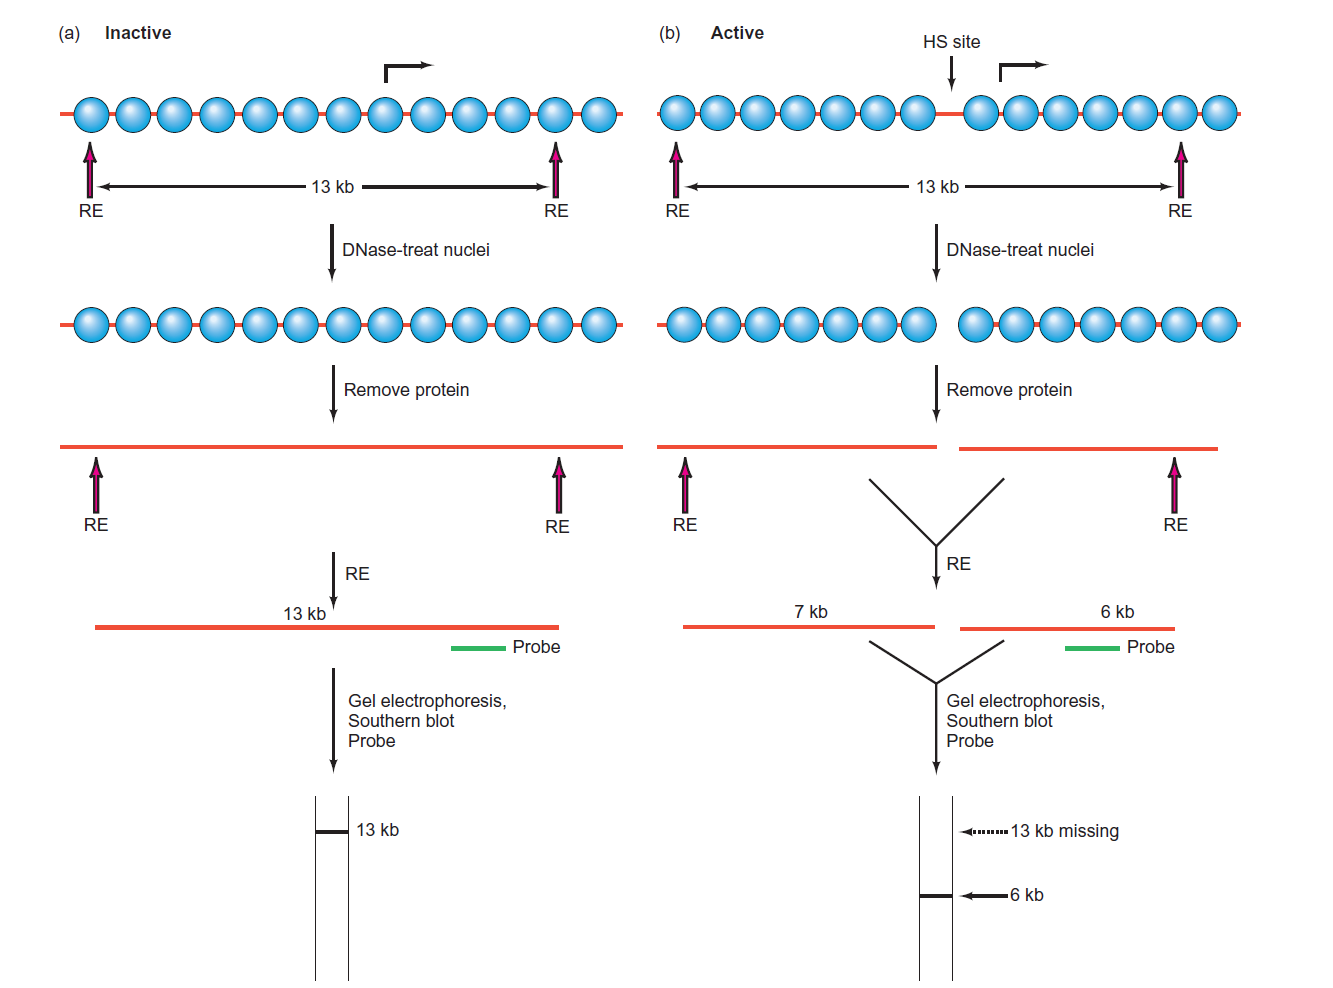 (a) Inactive
13 kb
RE RE
DNase-treat nuclei
Remove protein
RE RE
RE
13 kb
Probe
Gel electrophoresis,
Southern blot
Probe
13 kb
(b) Active
HS site
13 kb
RE RE
DNase-treat nuclei
Remove protein
RE RE
RE
7 kb 6 kb
Probe
Gel electrophoresis,
Southern blot
Probe
13 kb missing
6 kb